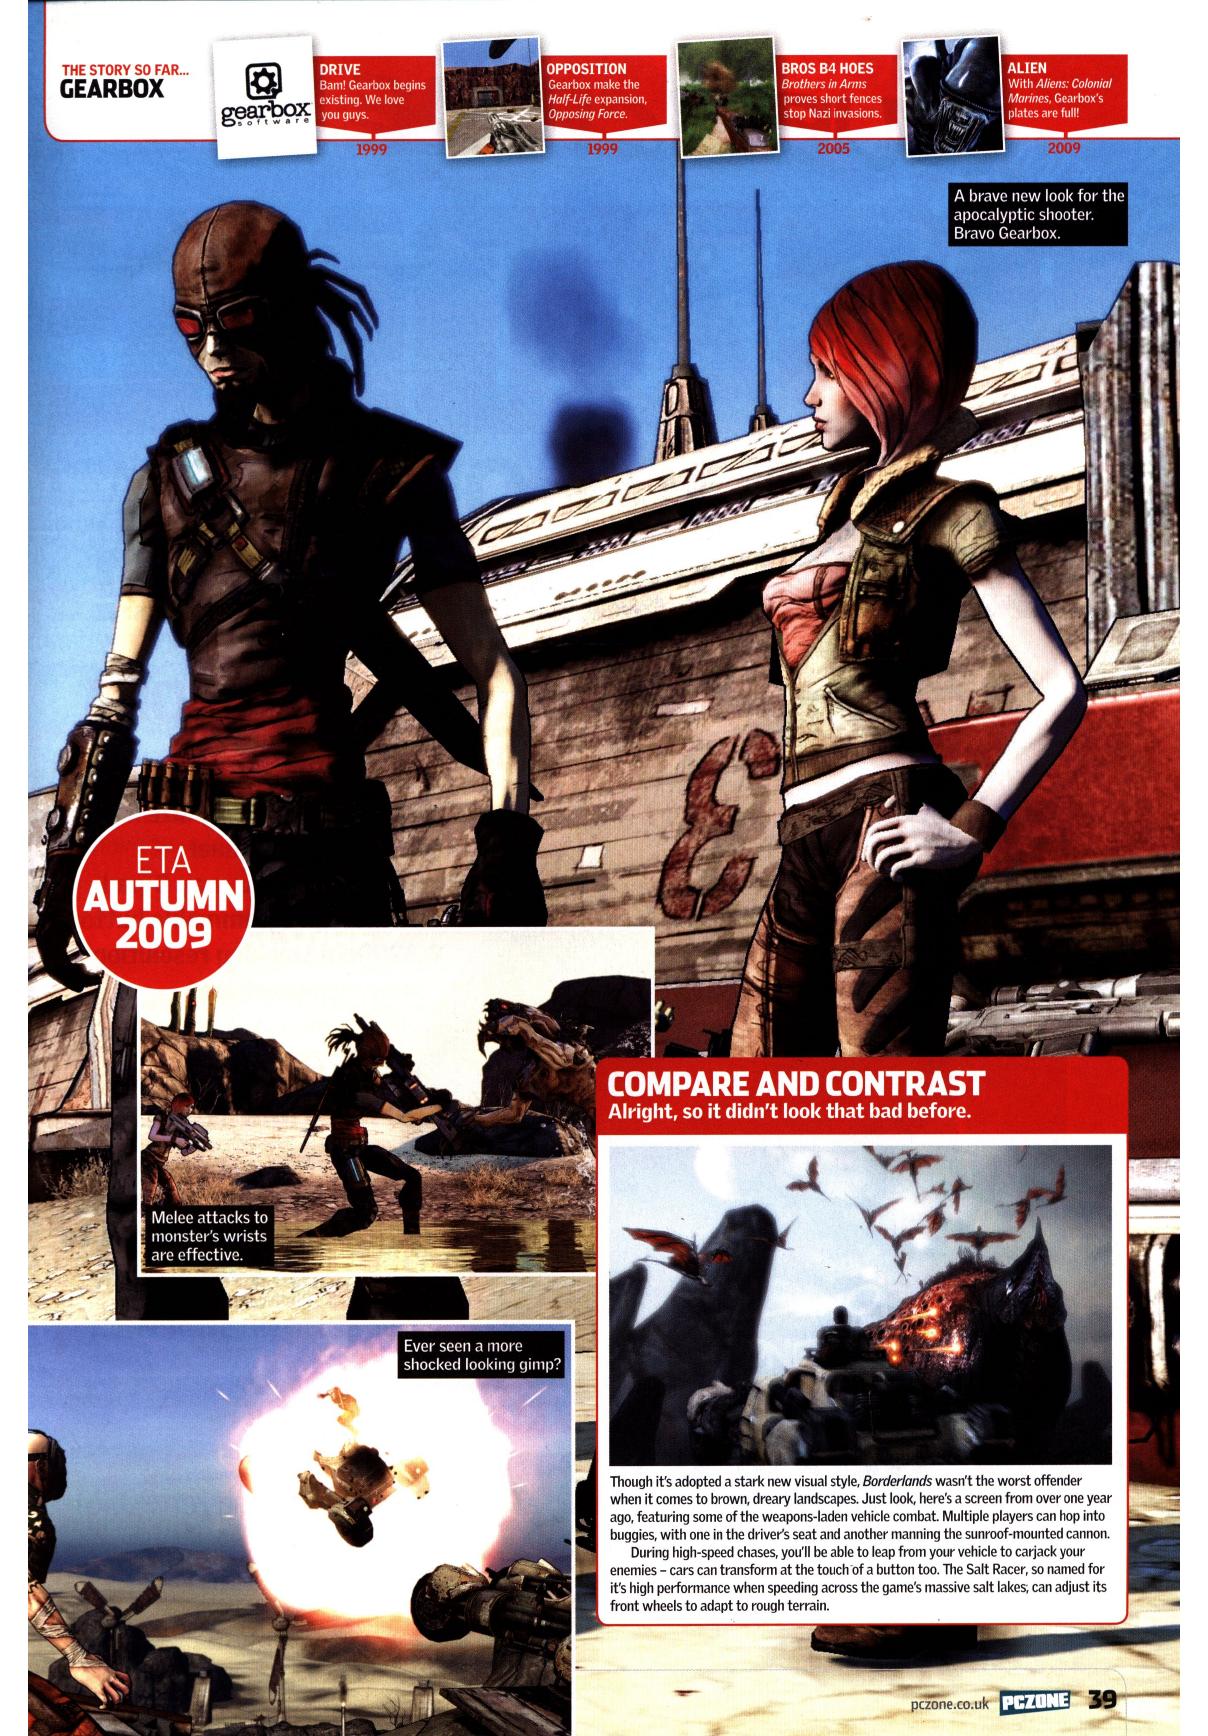 THE STORY SO FAR...
GEARBOX
gearbox
software
DRIVE
Bam! Gearbox begins
existing. We love
you guys.
1999
OPPOSITION
Gearbox make the
Half-Life expansion,
Opposing Force.
1999
BROS B4 HOES
Brothers in Arms
proves short fences
stop Nazi invasions.
2005
ALIEN
With Aliens: Colonial
Marines, Gearbox's
plates are full!
2009
A brave new look for the
apocalyptic shooter.
Bravo Gearbox.
ETA
AUTUMN
2009
Melee attacks to
monster's wrists
are effective.
Ever seen a more
shocked looking gimp?
COMPARE AND CONTRAST
Alright, so it didn't look that bad before.
Though it's adopted a stark new visual style, Borderlands wasn't the worst offender
when it comes to brown, dreary landscapes. Just look, here's a screen from over one year
ago, featuring some of the weapons-laden vehicle combat. Multiple players can hop into
buggies, with one in the driver's seat and another manning the sunroof-mounted cannon.
During high-speed chases, you'll be able to leap from your vehicle to carjack your
enemies – cars can transform at the touch of a button too. The Salt Racer, so named for
it's high performance when speeding across the game's massive salt lakes, can adjust its
front wheels to adapt to rough terrain.
pczone.co.uk PCZONE 39